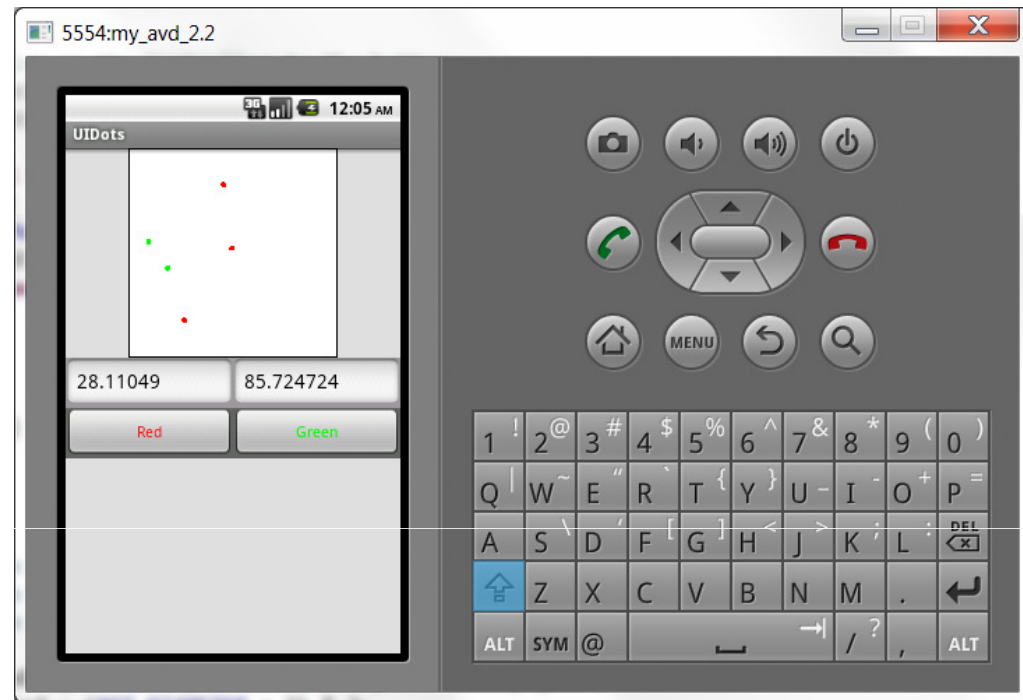 5554:my_avd_2.2
3G 12:05 AM
UIDots
28.11049 85.724724
Red Green
MENU
1 ! 2 @ 3 # 4 $ 5 % 6 ^ 7 & 8 * 9 ( 0 )
Q | W ~ E " R ` T { Y } U _ I - O + P =
A S \ D ' F [ G ] H < J > K ; L : DEL
Z X C V B N M .
ALT SYM @ / ? , ALT